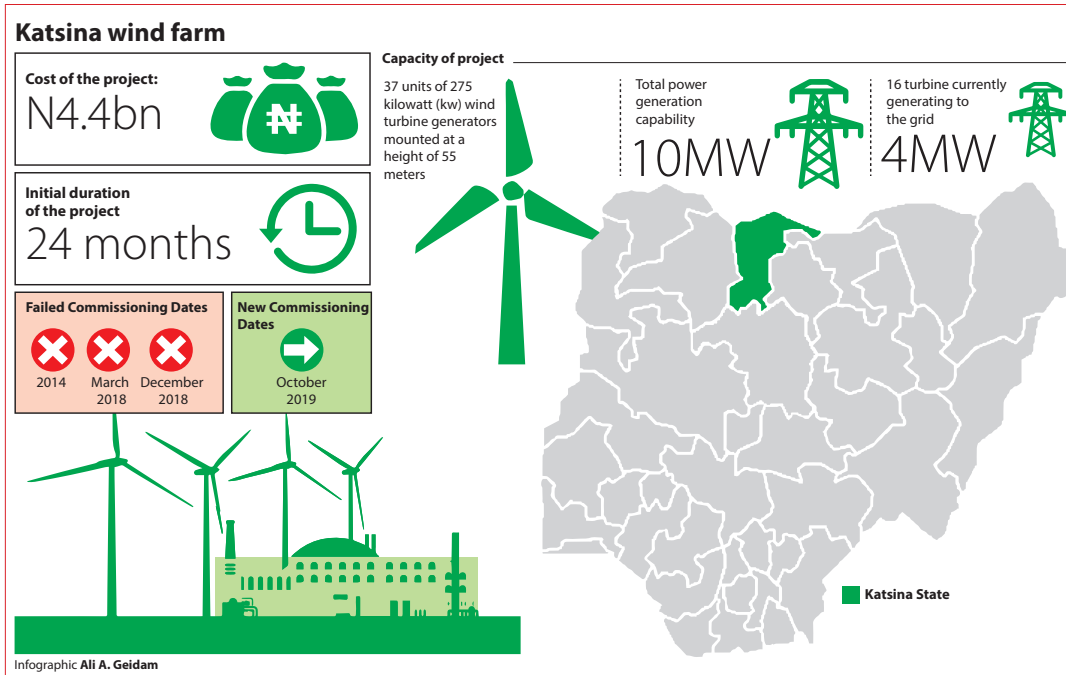 Katsina wind farm
Cost of the project:
N4.4bn
₦
Initial duration
of the project
24 months
Failed Commissioning Dates
2014
March
2018
December
2018
New Commissioning
Dates
October
2019
Capacity of project
37 units of 275
kilowatt (kw) wind
turbine generators
mounted at a
height of 55
meters
Total power
generation
capability
10MW
16 turbine currently
generating to
the grid
4MW
Katsina State
Infographic Ali A. Geidam